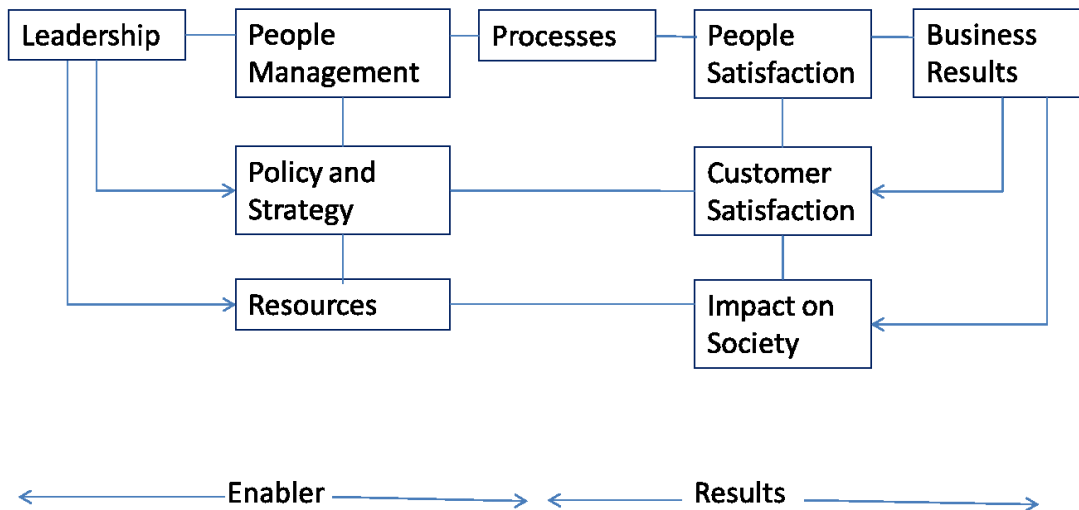 Leadership
People
Management
Processes
People
Satisfaction
Business
Results
Policy and
Strategy
Customer
Satisfaction
Resources
Impact on
Society
Enabler
Results